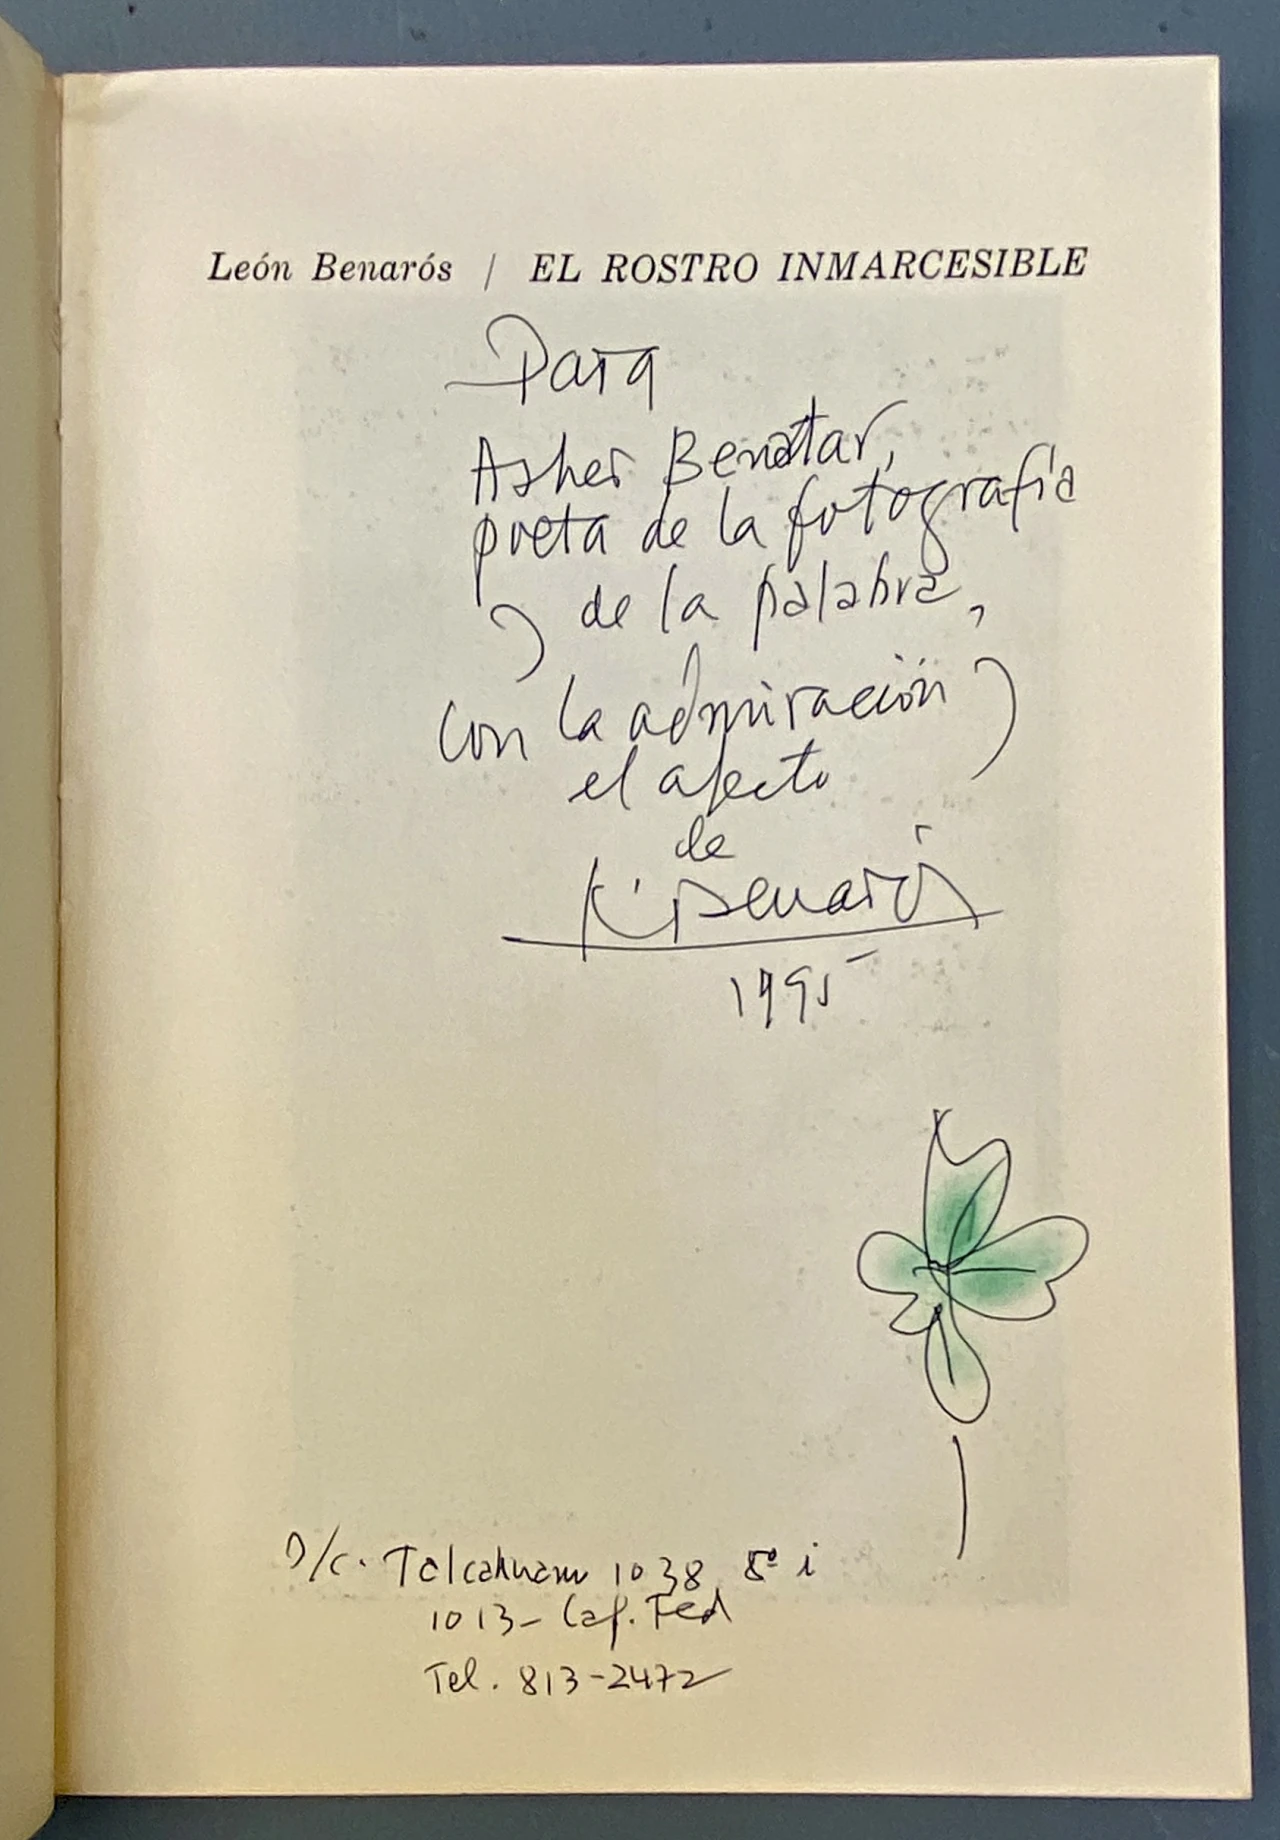 León Benarós / EL ROSTRO INMARCESIBLE
Para
Asher Benatar,
poeta de la fotografía
y de la palabra,
con la admiración y
el afecto
de
L. Benarós
1995
S/c. Talcahuano 1038 5º
1013- Cap. Fed
Tel. 813-2472